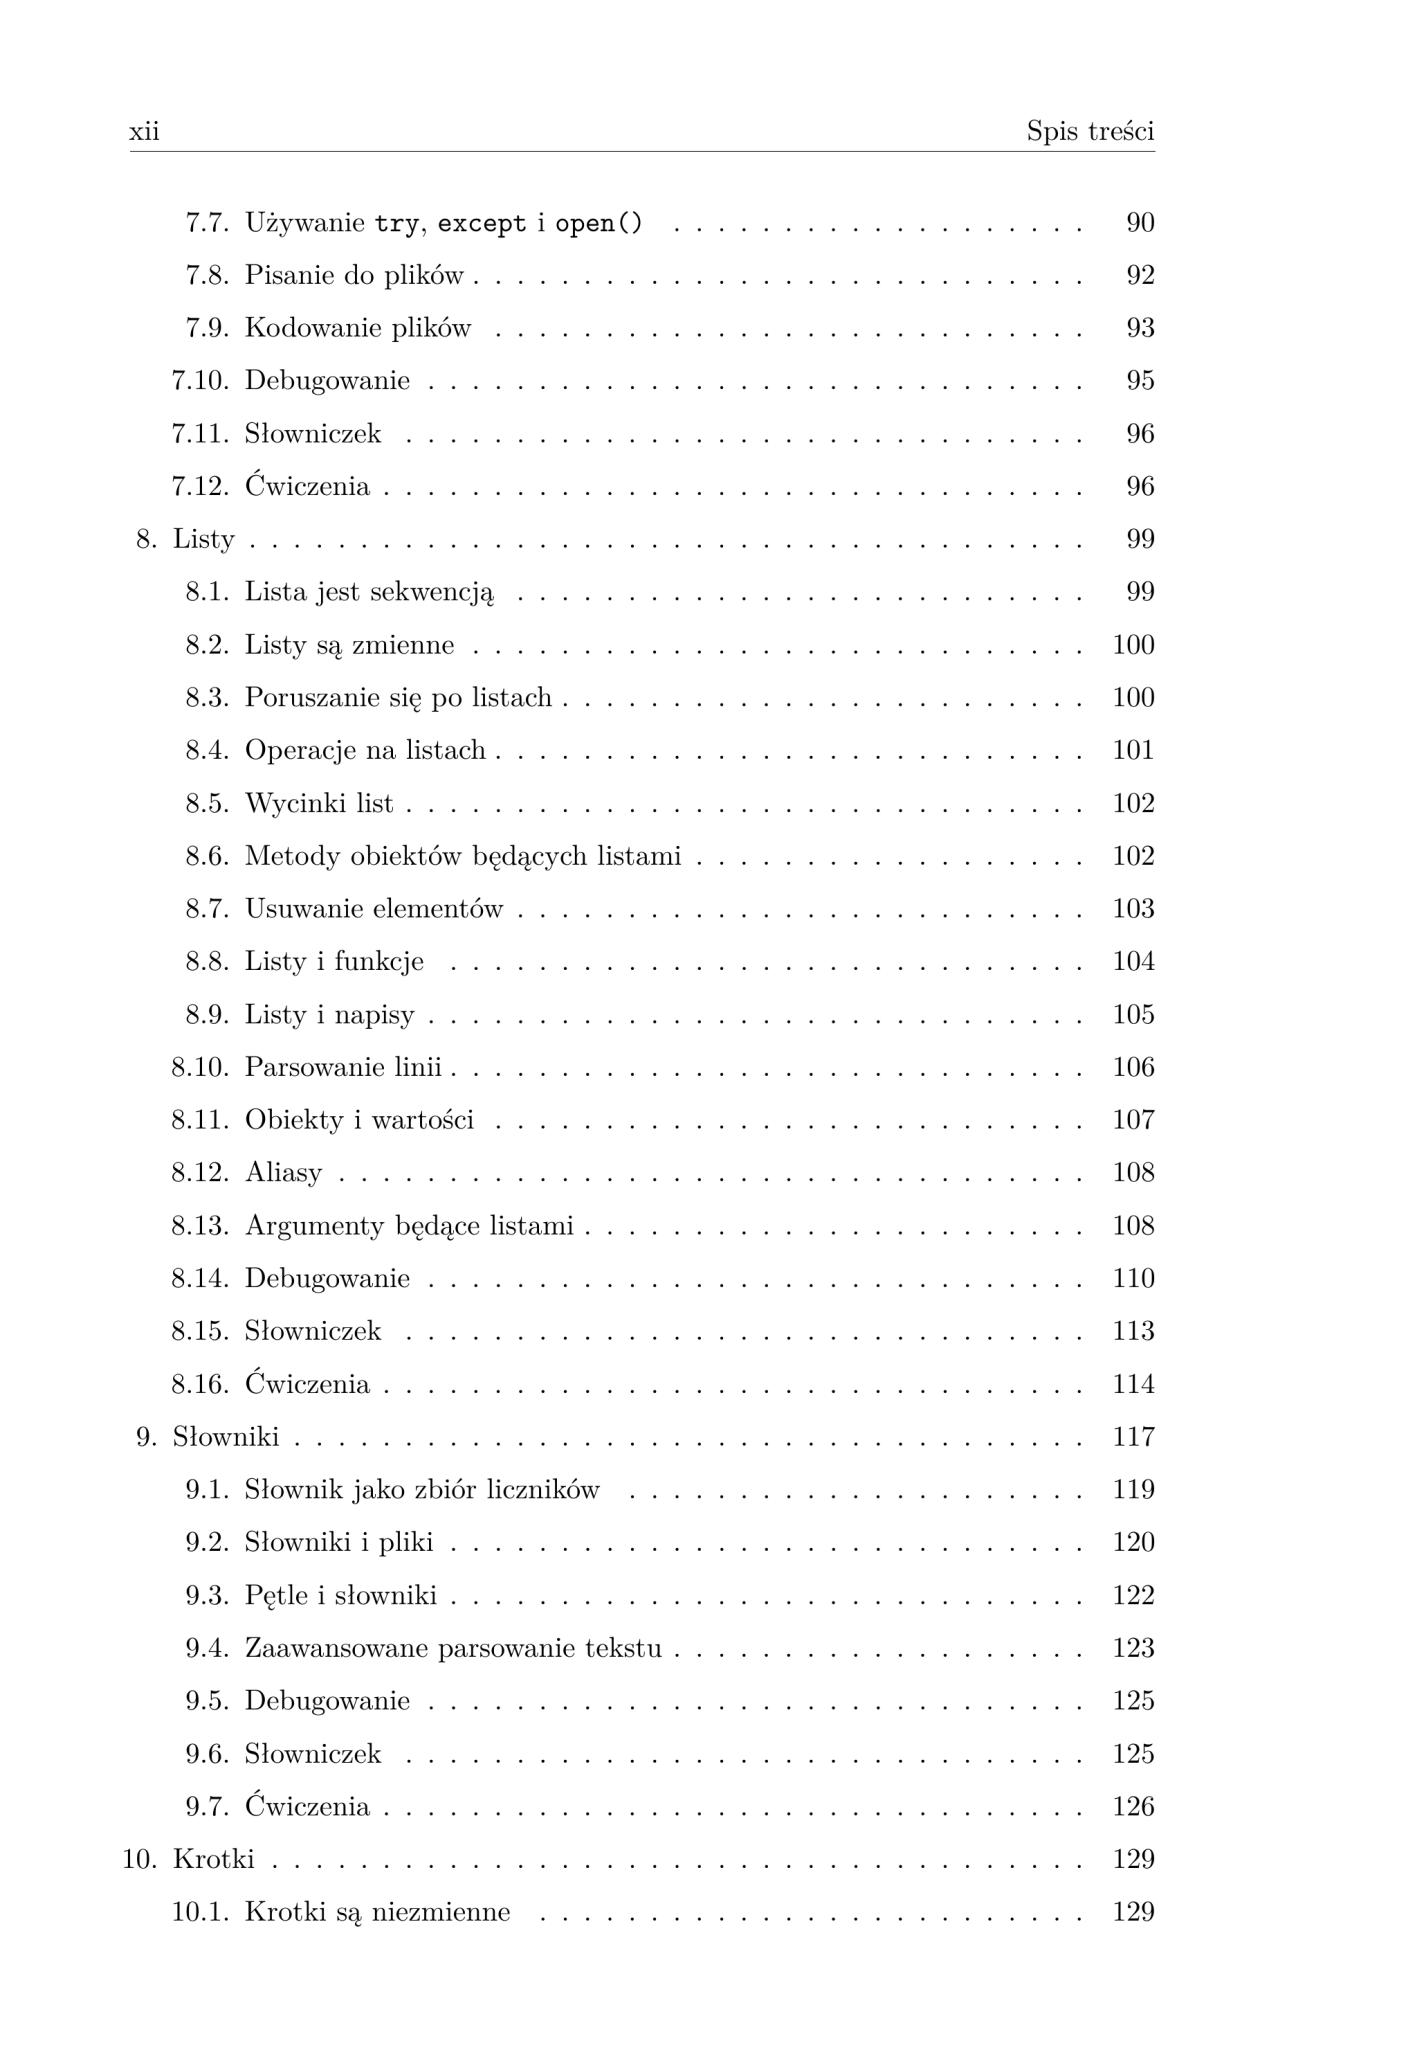 xii Spis treści
7.7. Używanie try, except i open() . . . . . . . . . . . . . . . . . . . 90
7.8. Pisanie do plików . . . . . . . . . . . . . . . . . . . . . . . . . . . . 92
7.9. Kodowanie plików . . . . . . . . . . . . . . . . . . . . . . . . . . . 93
7.10. Debugowanie . . . . . . . . . . . . . . . . . . . . . . . . . . . . . . 95
7.11. Słowniczek . . . . . . . . . . . . . . . . . . . . . . . . . . . . . . . 96
7.12. Ćwiczenia . . . . . . . . . . . . . . . . . . . . . . . . . . . . . . . . 96
8. Listy . . . . . . . . . . . . . . . . . . . . . . . . . . . . . . . . . . . . . . 99
8.1. Lista jest sekwencją . . . . . . . . . . . . . . . . . . . . . . . . . . 99
8.2. Listy są zmienne . . . . . . . . . . . . . . . . . . . . . . . . . . . . 100
8.3. Poruszanie się po listach . . . . . . . . . . . . . . . . . . . . . . . . 100
8.4. Operacje na listach . . . . . . . . . . . . . . . . . . . . . . . . . . . 101
8.5. Wycinki list . . . . . . . . . . . . . . . . . . . . . . . . . . . . . . . 102
8.6. Metody obiektów będących listami . . . . . . . . . . . . . . . . . . 102
8.7. Usuwanie elementów . . . . . . . . . . . . . . . . . . . . . . . . . . 103
8.8. Listy i funkcje . . . . . . . . . . . . . . . . . . . . . . . . . . . . . 104
8.9. Listy i napisy . . . . . . . . . . . . . . . . . . . . . . . . . . . . . . 105
8.10. Parsowanie linii . . . . . . . . . . . . . . . . . . . . . . . . . . . . . 106
8.11. Obiekty i wartości . . . . . . . . . . . . . . . . . . . . . . . . . . . 107
8.12. Aliasy . . . . . . . . . . . . . . . . . . . . . . . . . . . . . . . . . . 108
8.13. Argumenty będące listami . . . . . . . . . . . . . . . . . . . . . . . 108
8.14. Debugowanie . . . . . . . . . . . . . . . . . . . . . . . . . . . . . . 110
8.15. Słowniczek . . . . . . . . . . . . . . . . . . . . . . . . . . . . . . . 113
8.16. Ćwiczenia . . . . . . . . . . . . . . . . . . . . . . . . . . . . . . . . 114
9. Słowniki . . . . . . . . . . . . . . . . . . . . . . . . . . . . . . . . . . . . 117
9.1. Słownik jako zbiór liczników . . . . . . . . . . . . . . . . . . . . . 119
9.2. Słowniki i pliki . . . . . . . . . . . . . . . . . . . . . . . . . . . . . 120
9.3. Pętle i słowniki . . . . . . . . . . . . . . . . . . . . . . . . . . . . . 122
9.4. Zaawansowane parsowanie tekstu . . . . . . . . . . . . . . . . . . . 123
9.5. Debugowanie . . . . . . . . . . . . . . . . . . . . . . . . . . . . . . 125
9.6. Słowniczek . . . . . . . . . . . . . . . . . . . . . . . . . . . . . . . 125
9.7. Ćwiczenia . . . . . . . . . . . . . . . . . . . . . . . . . . . . . . . . 126
10. Krotki . . . . . . . . . . . . . . . . . . . . . . . . . . . . . . . . . . . . . 129
10.1. Krotki są niezmienne . . . . . . . . . . . . . . . . . . . . . . . . . 129